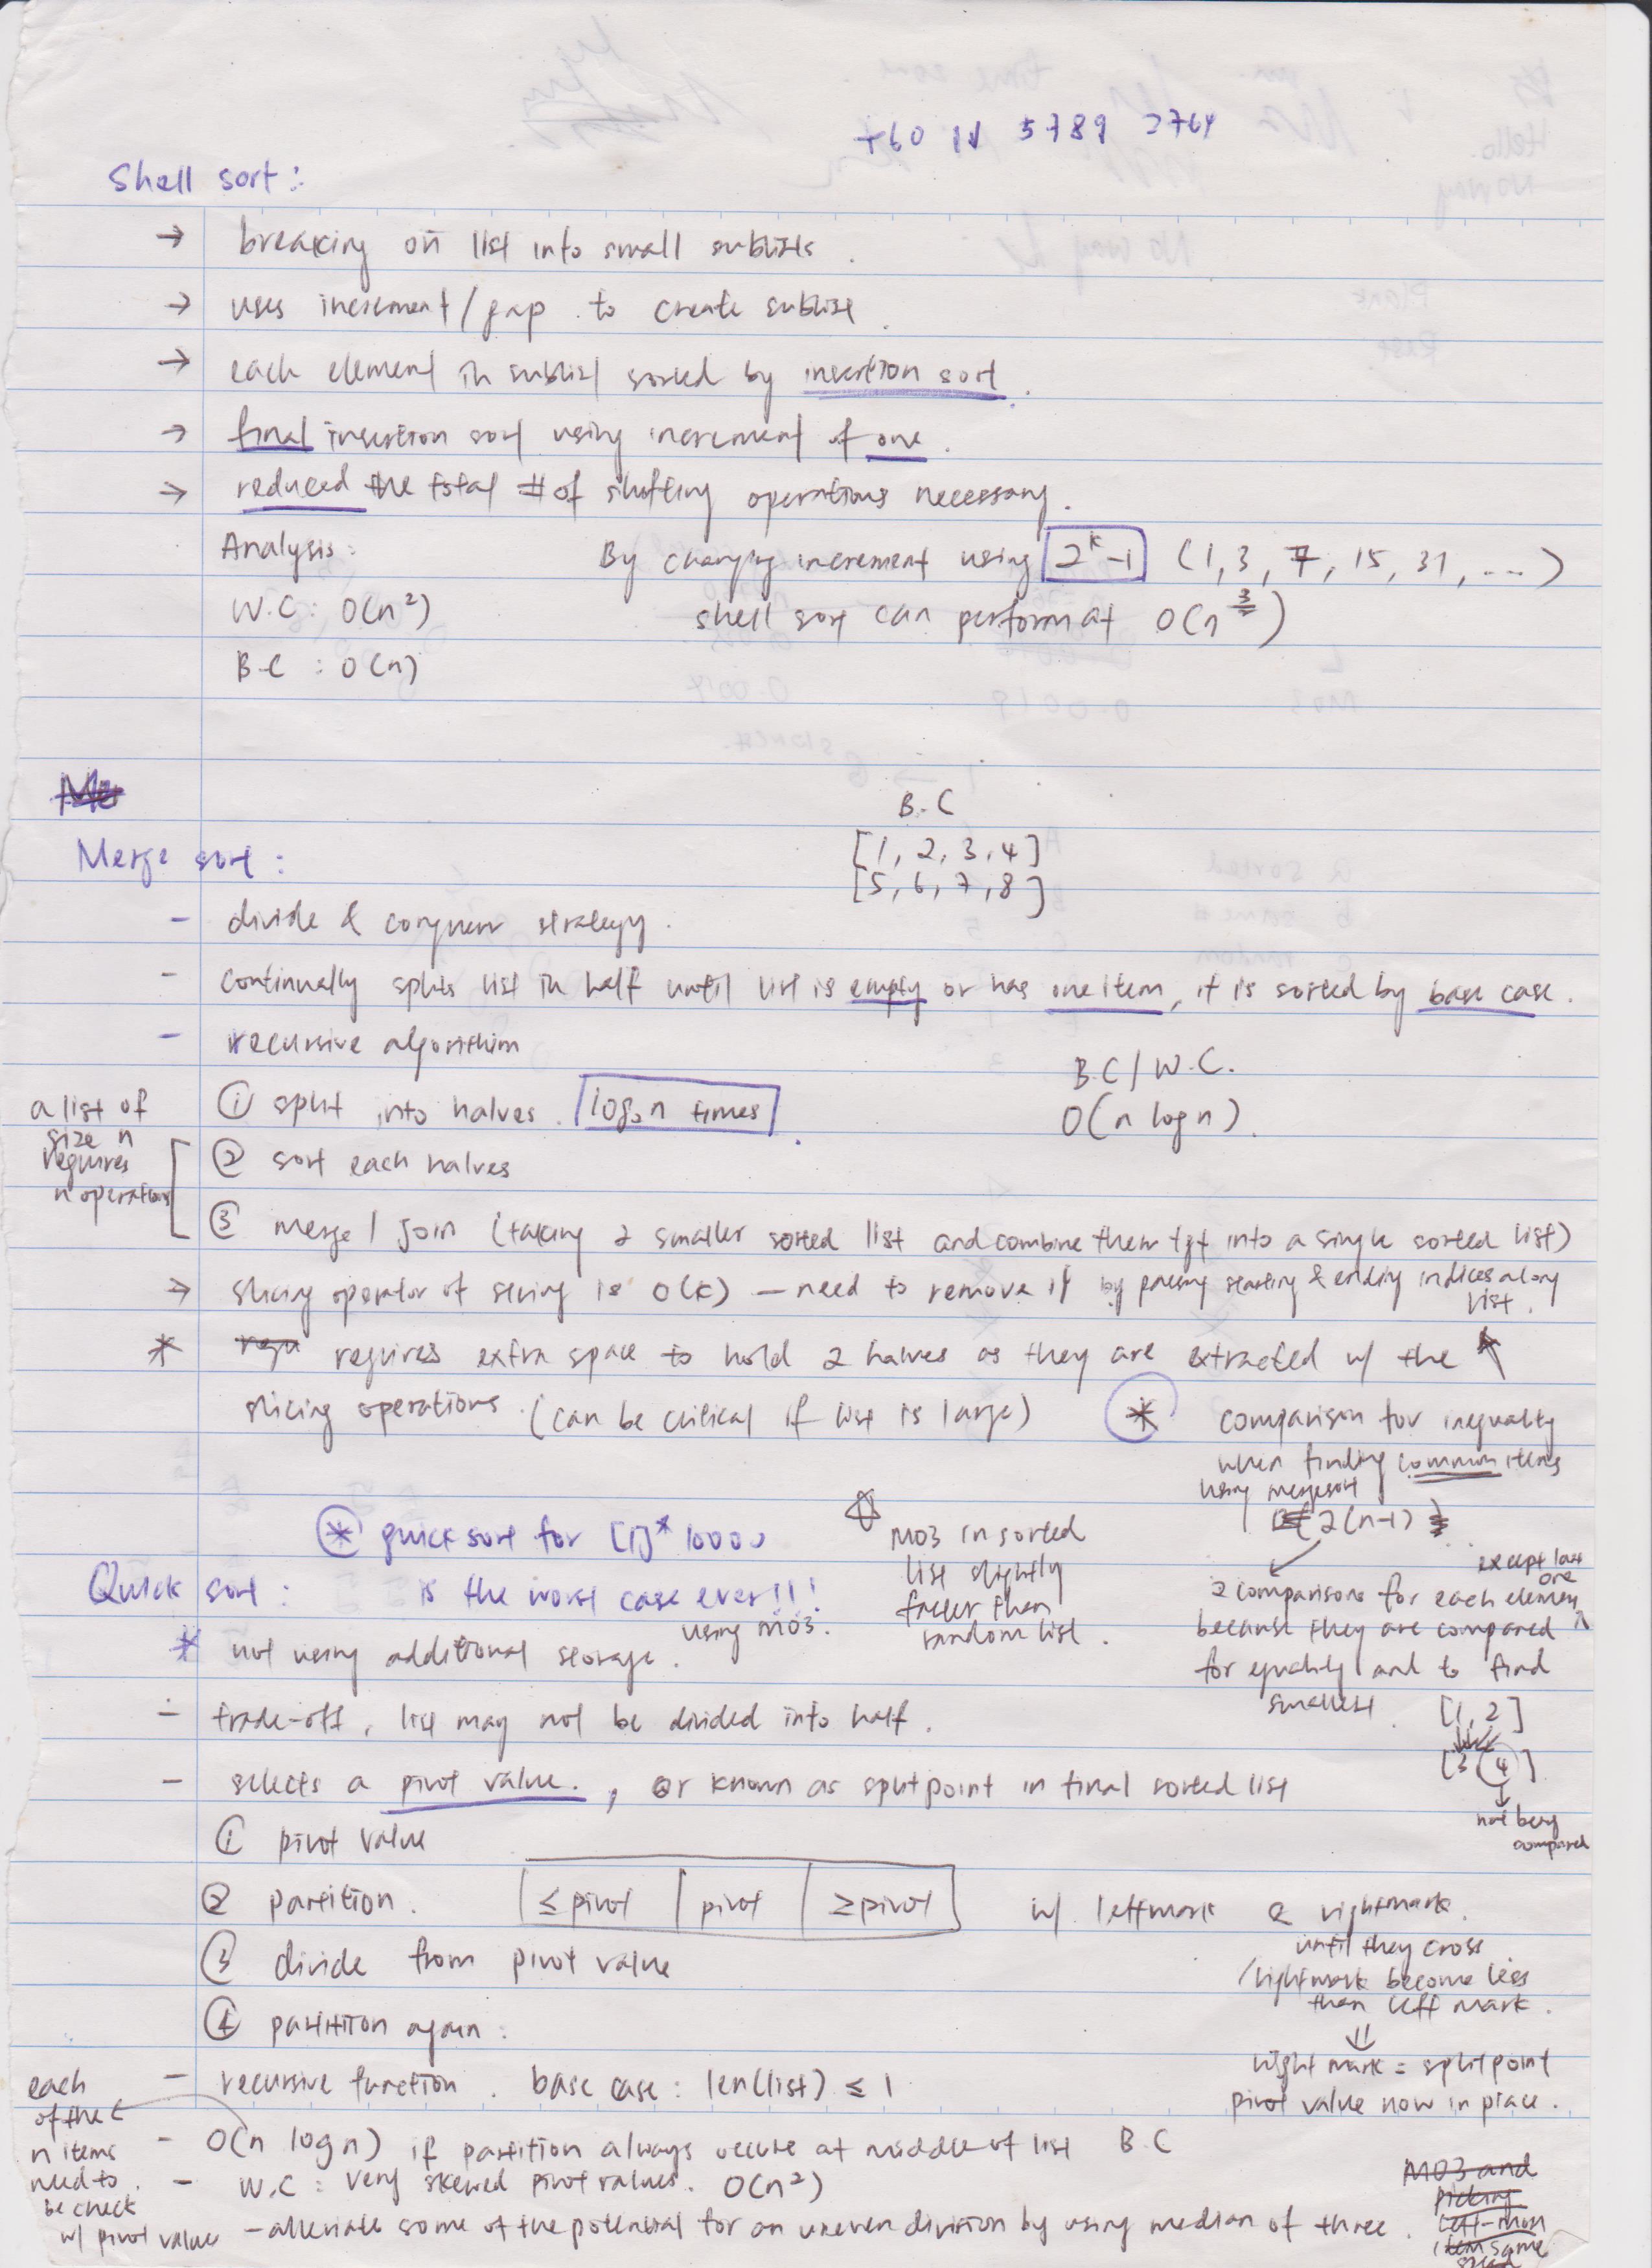 +60 11 5789 2764
Shell sort :
→ breaking ori list into small sublists .
→ uses increment / gap to create sublist .
→ each element in sublist sorted by insertion sort .
→ final insertion sort using increment of one .
→ reduced the total # of shifting operations necessary .
Analysis : By changing increment using 2^k -1 (1, 3, 7, 15, 31, ...)
W.C : O(n²) shell sort can perform at
B.C : O(n)
B.C
[1, 2, 3, 4]
[5, 6, 7, 8]
Merge sort :
- divide & conquer strategy .
- continually splits list in half until list is empty or has one item, it is sorted by base case .
- recursive algorithim
B.C / W.C.
O(n log n) .
① split into halves . log₂n times .
② sort each halves
③ merge / join (taking 2 smaller sorted list and combine them tgt into a single sorted list)
a list of
size n
requires
n operations
→ slicing operator of string is O(k) — need to remove it by passing starting & ending indices along
list .
* requires extra space to hold 2 halves as they are extracted w/ the
slicing operations . (can be critical if list is large)
* comparison for inequality
when finding common items
using mergesort
2(n-1)
2 comparisons for each element
except last
one
because they are compared
for equality and to find
smallest .
[1, 2]
[3 4]
not being
compared
* quick sort for [1]* 10000
is the worst case ever!!!
using MO3.
MO3 in sorted
list slightly
faster than
random list .
Quick sort :
* not using additional storage .
- trade-off, list may not be divided into half .
- selects a pivot value . , or known as splitpoint in final sorted list
① pivot value
② partition . ≤ pivot | pivot | ≥ pivot w/ leftmark & rightmark .
until they cross
/rightmark become less
than left mark .
⇓
right mark = splitpoint
pivot value now in place .
③ divide from pivot value
④ partition again :
- recursive function . base case : len(list) ≤ 1
- O(n log n) if partition always occurs at middle of list B.C
- W.C : very skewed pivot values . O(n²)
- alleviate some of the potential for an uneven division by using median of three .
each
of the
n items
need to
be check
w/ pivot value
MO3 and
picking
left-most
item same